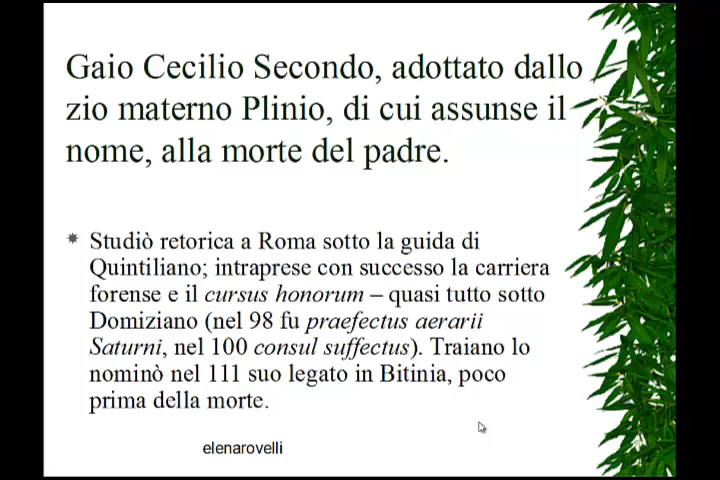 Gaio Cecilio Secondo, adottato dallo
zio materno Plinio, di cui assunse il
nome, alla morte del padre.
Studiò retorica a Roma sotto la guida di
Quintiliano; intraprese con successo la carriera
forense e il cursus honorum – quasi tutto sotto
Domiziano (nel 98 fu praefectus aerarii
Saturni, nel 100 consul suffectus). Traiano lo
nominò nel 111 suo legato in Bitinia, poco
prima della morte.
elenarovelli